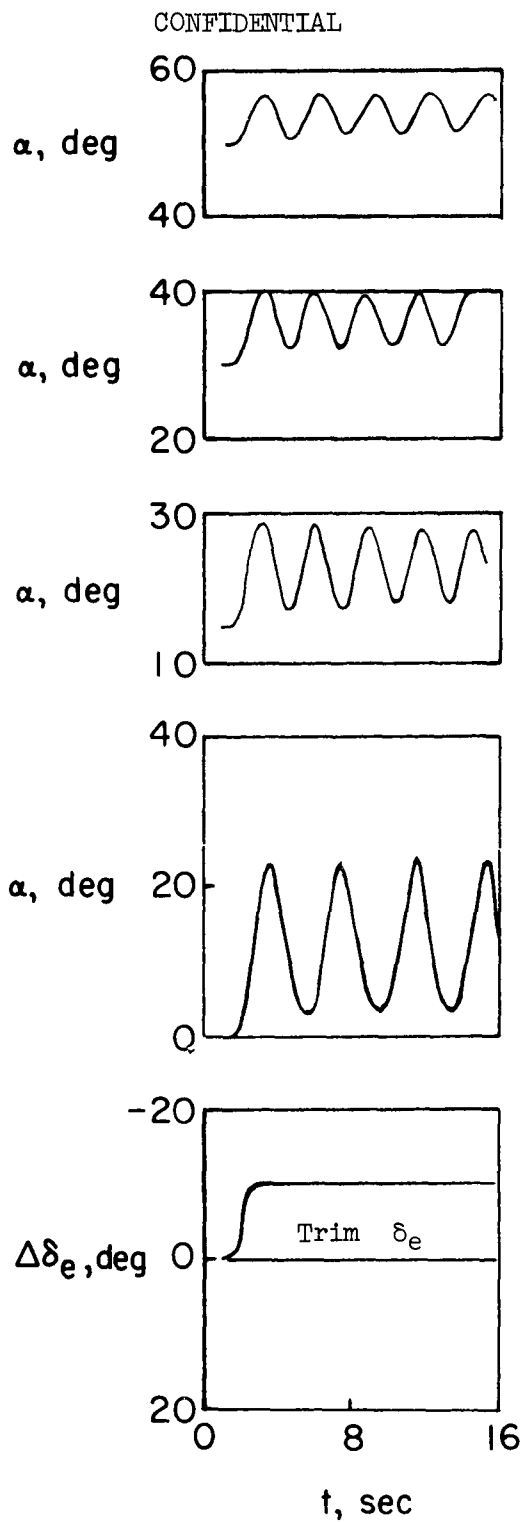 CONFIDENTIAL
60
α, deg
40
40
α, deg
20
30
α, deg
10
40
α, deg
20
0
-20
Trim δe
Δδe, deg 0
20
0 8 16
t, sec